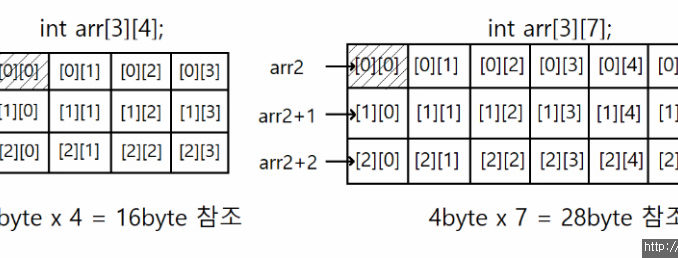 int arr[3][4];
[0][0] [0][1] [0][2] [0][3]
[1][0] [1][1] [1][2] [1][3]
[2][0] [2][1] [2][2] [2][3]
byte x 4 = 16byte 참조
int arr[3][7];
arr2 [0][0] [0][1] [0][2] [0][3] [0][4] [0]
arr2+1 [1][0] [1][1] [1][2] [1][3] [1][4] [1]
arr2+2 [2][0] [2][1] [2][2] [2][3] [2][4] [2]
4byte x 7 = 28byte 참조
http:/